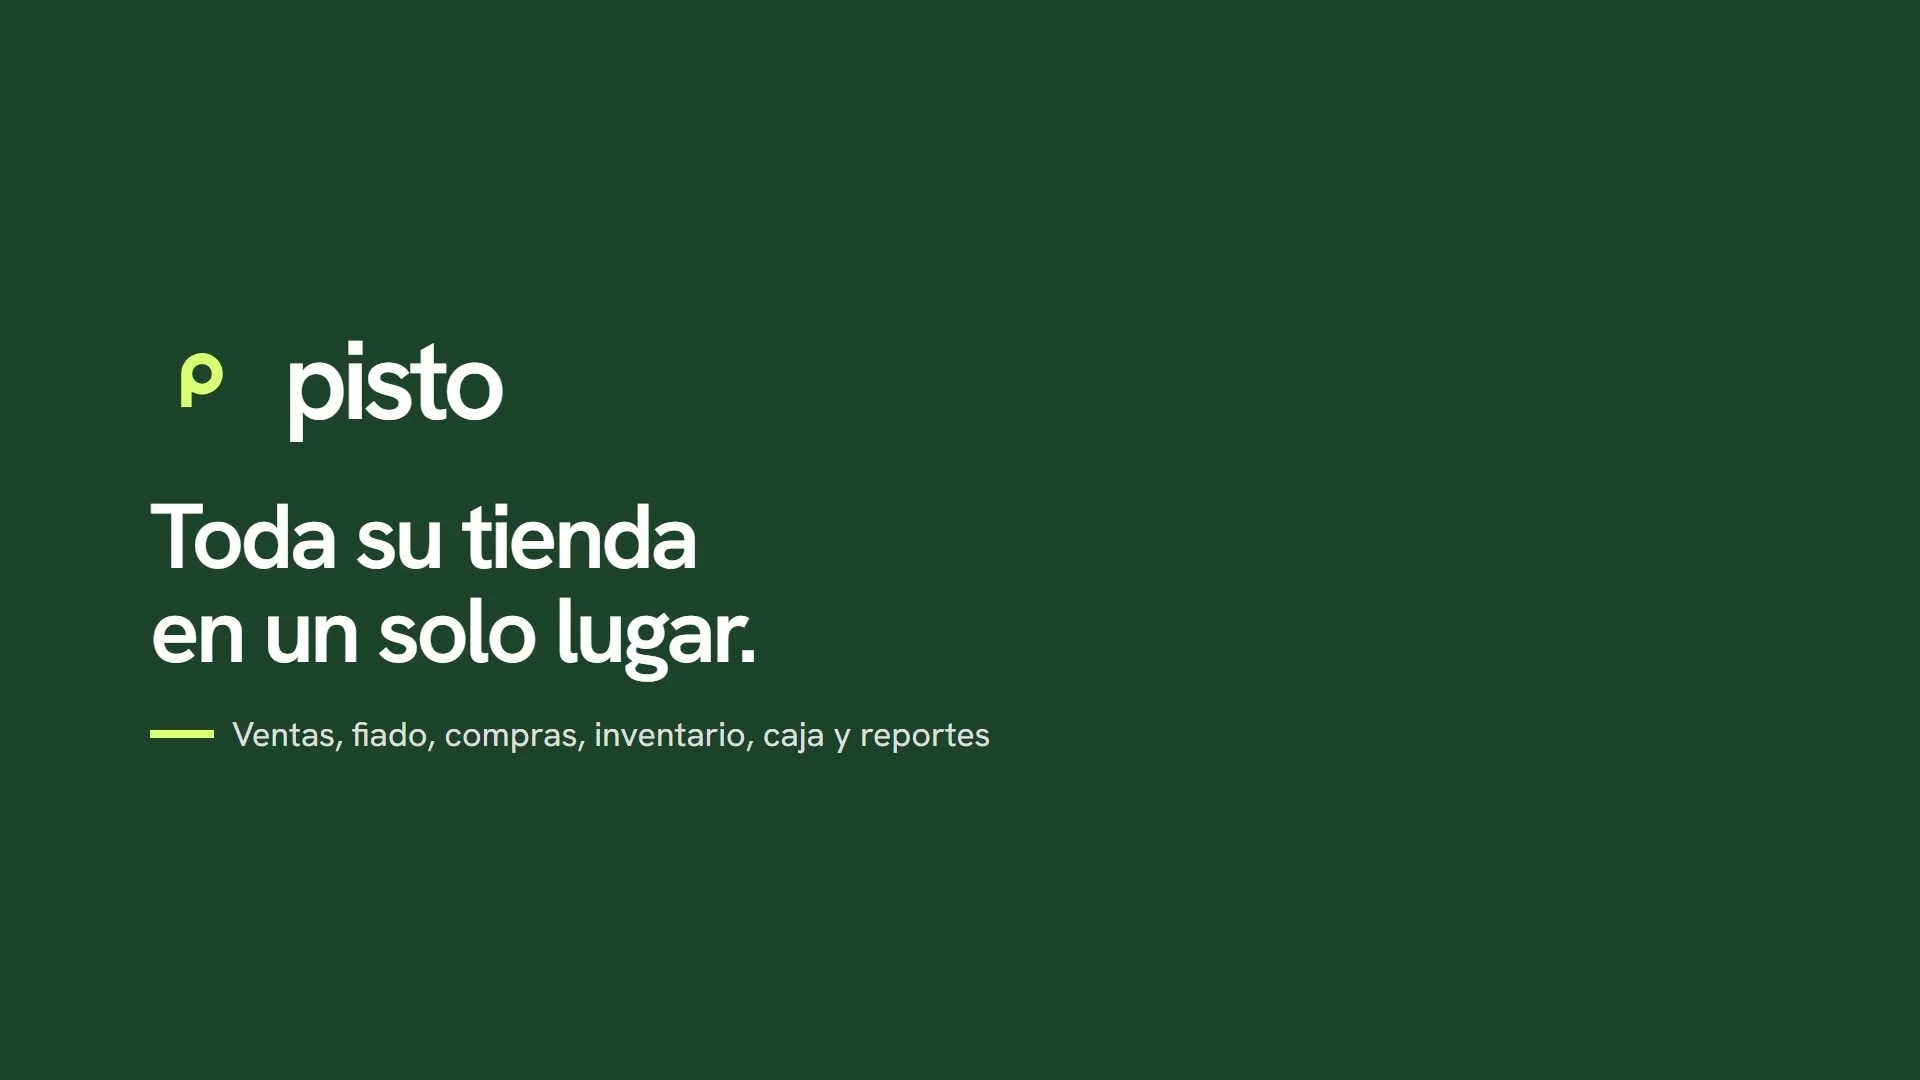 p pisto
Toda su tienda
en un solo lugar.
Ventas, fiado, compras, inventario, caja y reportes